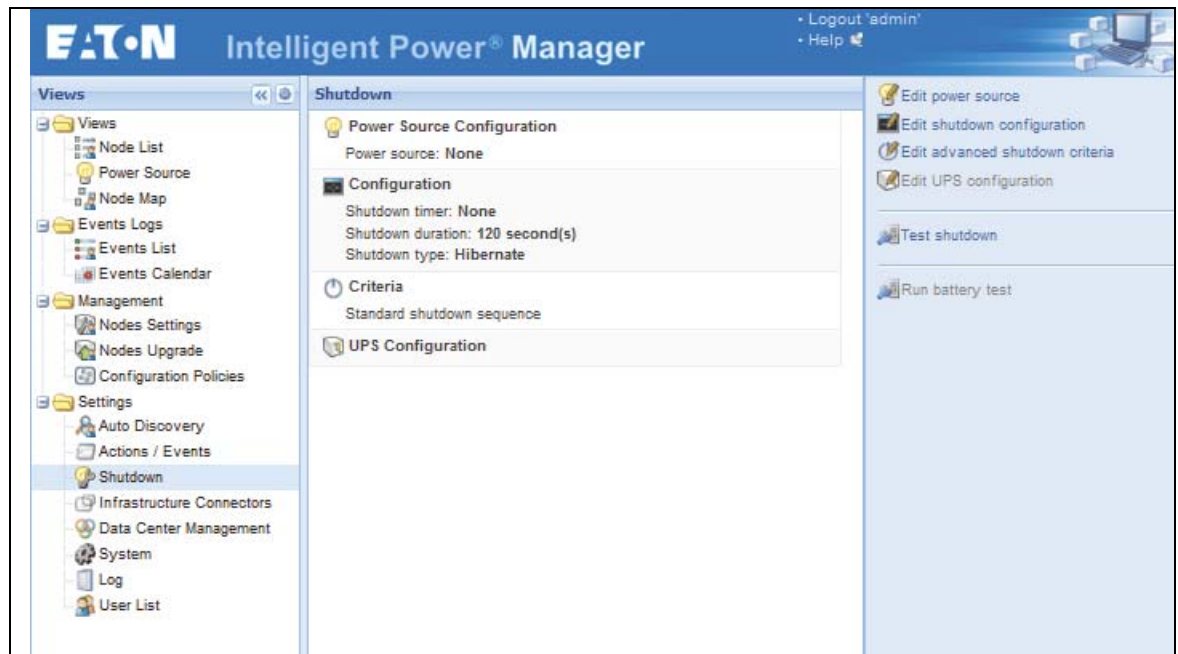 EATON Intelligent Power® Manager
• Logout 'admin'
• Help
Views
Views
Node List
Power Source
Node Map
Events Logs
Events List
Events Calendar
Management
Nodes Settings
Nodes Upgrade
Configuration Policies
Settings
Auto Discovery
Actions / Events
Shutdown
Infrastructure Connectors
Data Center Management
System
Log
User List
Shutdown
Power Source Configuration
Power source: None
Configuration
Shutdown timer: None
Shutdown duration: 120 second(s)
Shutdown type: Hibernate
Criteria
Standard shutdown sequence
UPS Configuration
Edit power source
Edit shutdown configuration
Edit advanced shutdown criteria
Edit UPS configuration
Test shutdown
Run battery test